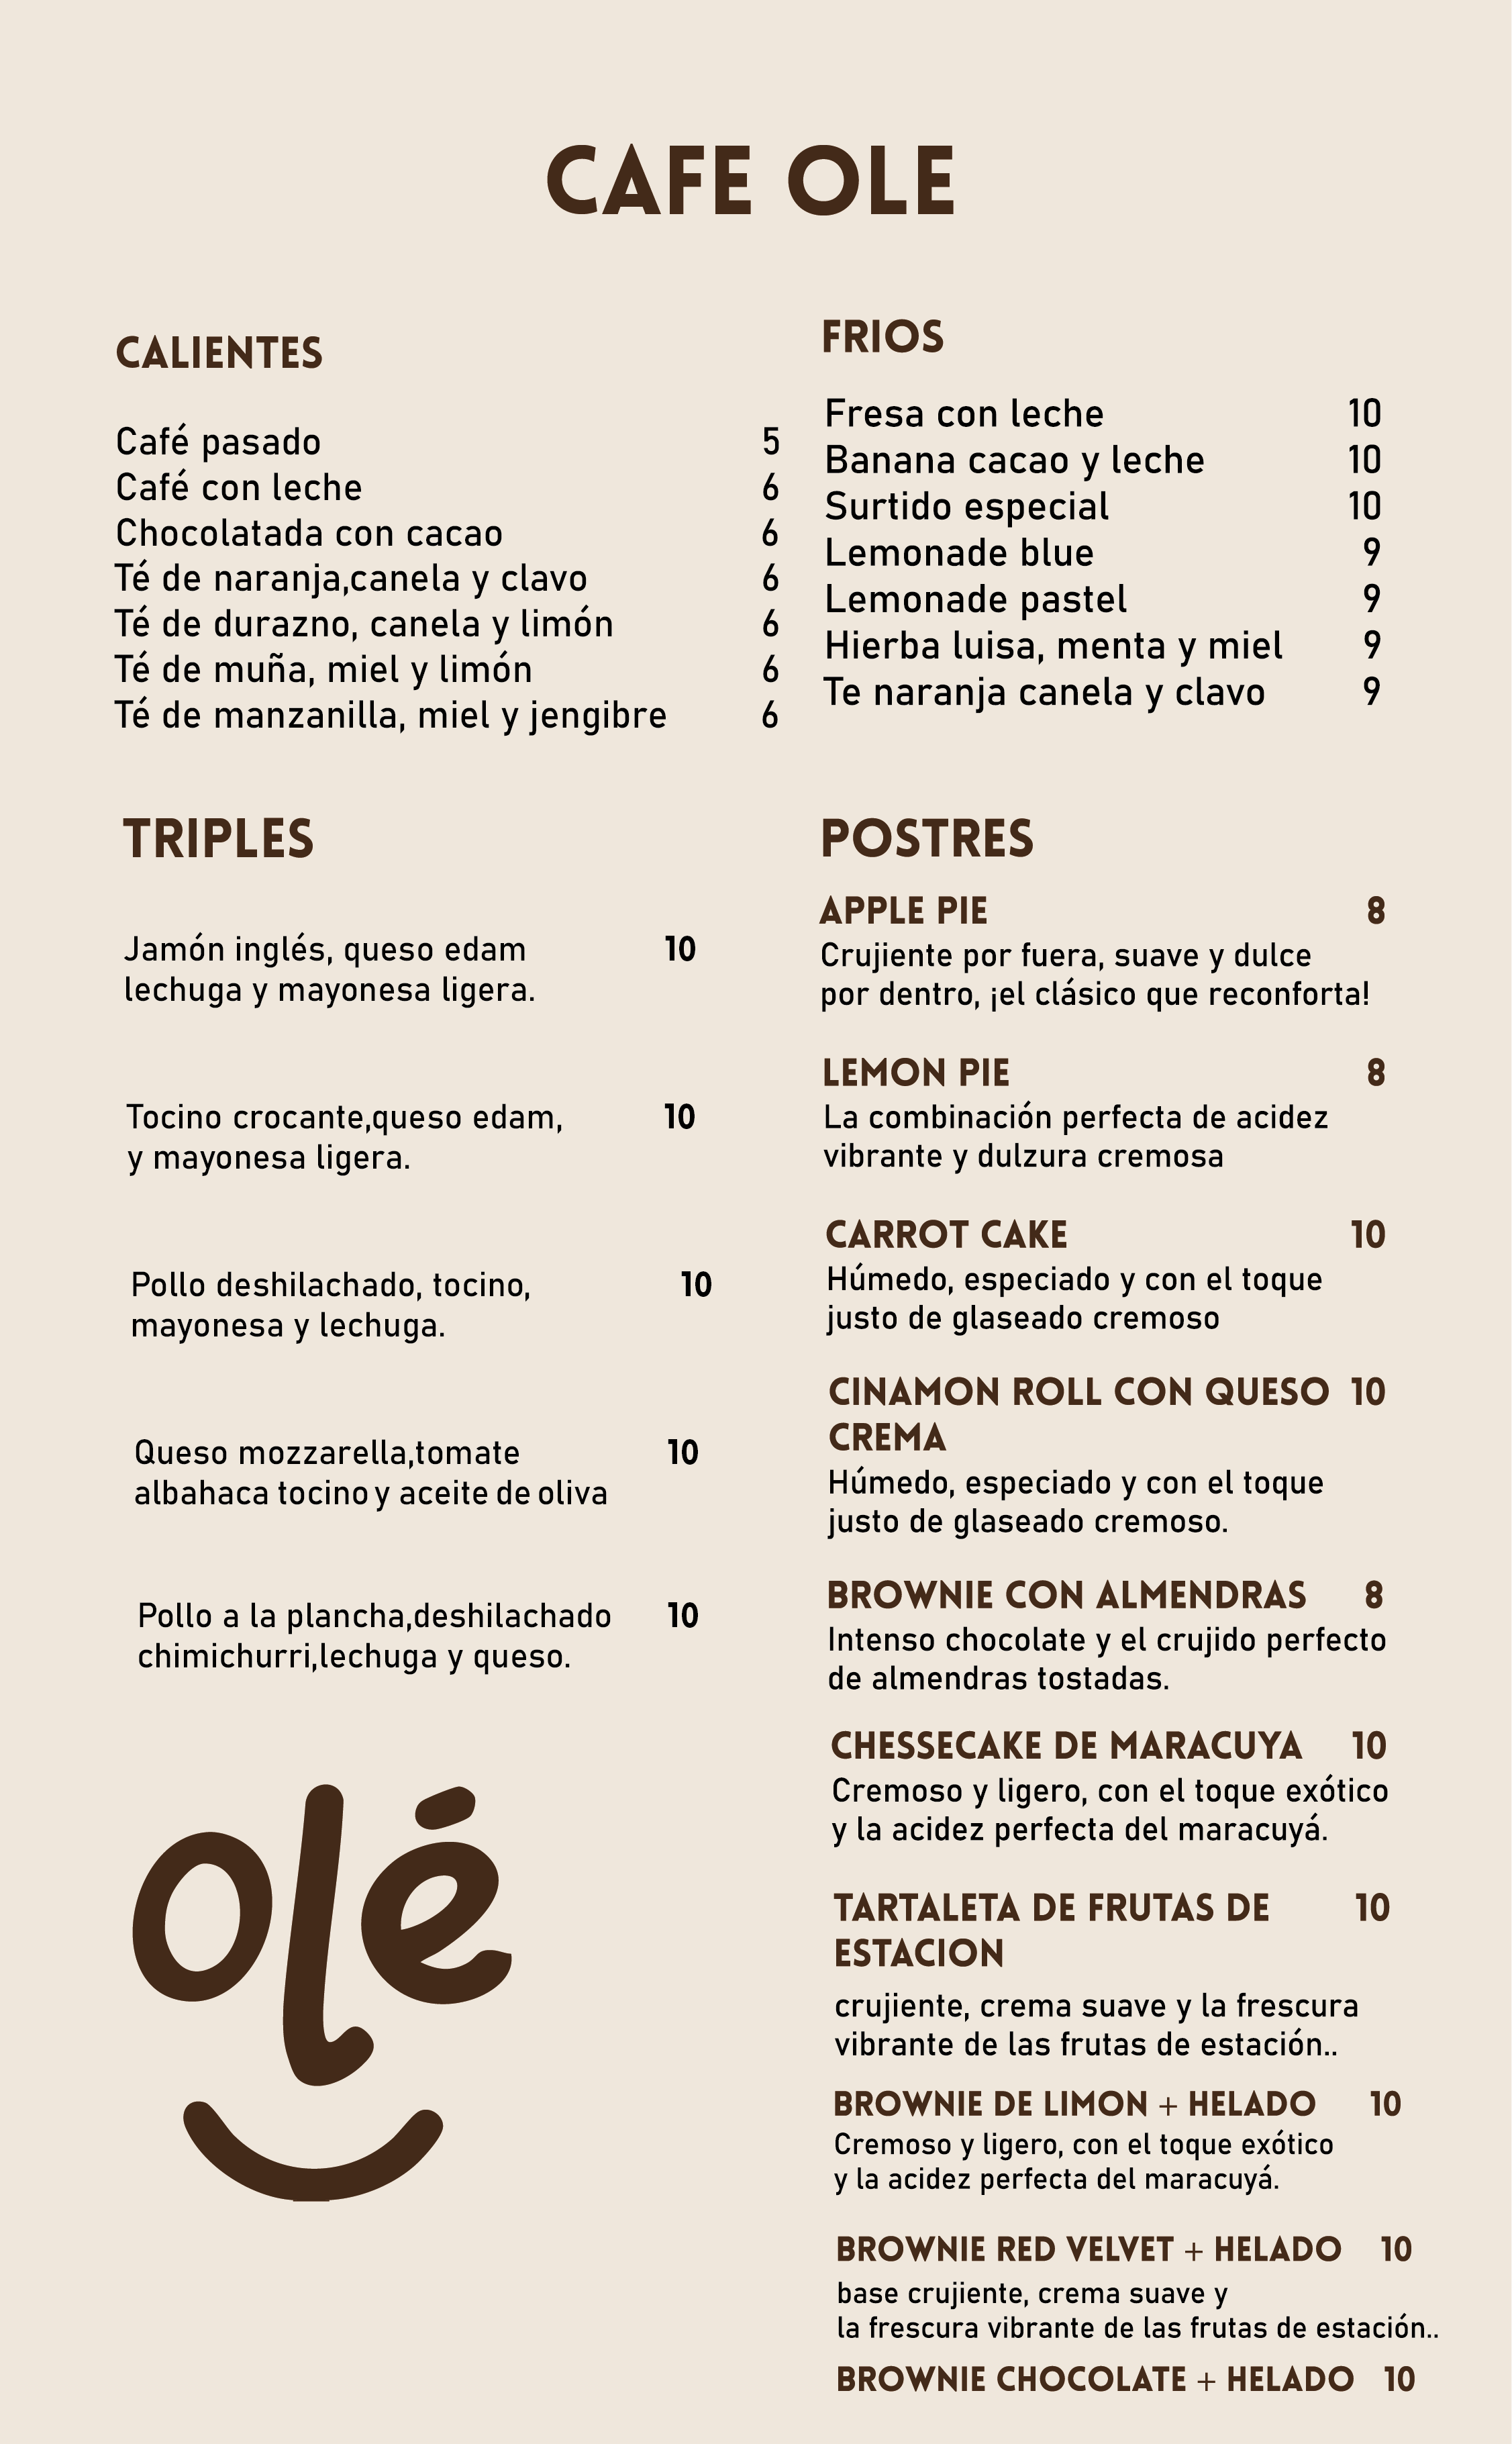 CAFE OLE
CALIENTES
Café pasado 5
Café con leche 6
Chocolatada con cacao 6
Té de naranja,canela y clavo 6
Té de durazno, canela y limón 6
Té de muña, miel y limón 6
Té de manzanilla, miel y jengibre 6
FRIOS
Fresa con leche 10
Banana cacao y leche 10
Surtido especial 10
Lemonade blue 9
Lemonade pastel 9
Hierba luisa, menta y miel 9
Te naranja canela y clavo 9
TRIPLES
Jamón inglés, queso edam 10
lechuga y mayonesa ligera.
Tocino crocante,queso edam, 10
y mayonesa ligera.
Pollo deshilachado, tocino, 10
mayonesa y lechuga.
Queso mozzarella,tomate 10
albahaca tocino y aceite de oliva
Pollo a la plancha,deshilachado 10
chimichurri,lechuga y queso.
olé
POSTRES
APPLE PIE 8
Crujiente por fuera, suave y dulce
por dentro, ¡el clásico que reconforta!
LEMON PIE 8
La combinación perfecta de acidez
vibrante y dulzura cremosa
CARROT CAKE 10
Húmedo, especiado y con el toque
justo de glaseado cremoso
CINAMON ROLL CON QUESO 10
CREMA
Húmedo, especiado y con el toque
justo de glaseado cremoso.
BROWNIE CON ALMENDRAS 8
Intenso chocolate y el crujido perfecto
de almendras tostadas.
CHESSECAKE DE MARACUYA 10
Cremoso y ligero, con el toque exótico
y la acidez perfecta del maracuyá.
TARTALETA DE FRUTAS DE 10
ESTACION
crujiente, crema suave y la frescura
vibrante de las frutas de estación..
BROWNIE DE LIMON + HELADO 10
Cremoso y ligero, con el toque exótico
y la acidez perfecta del maracuyá.
BROWNIE RED VELVET + HELADO 10
base crujiente, crema suave y
la frescura vibrante de las frutas de estación..
BROWNIE CHOCOLATE + HELADO 10